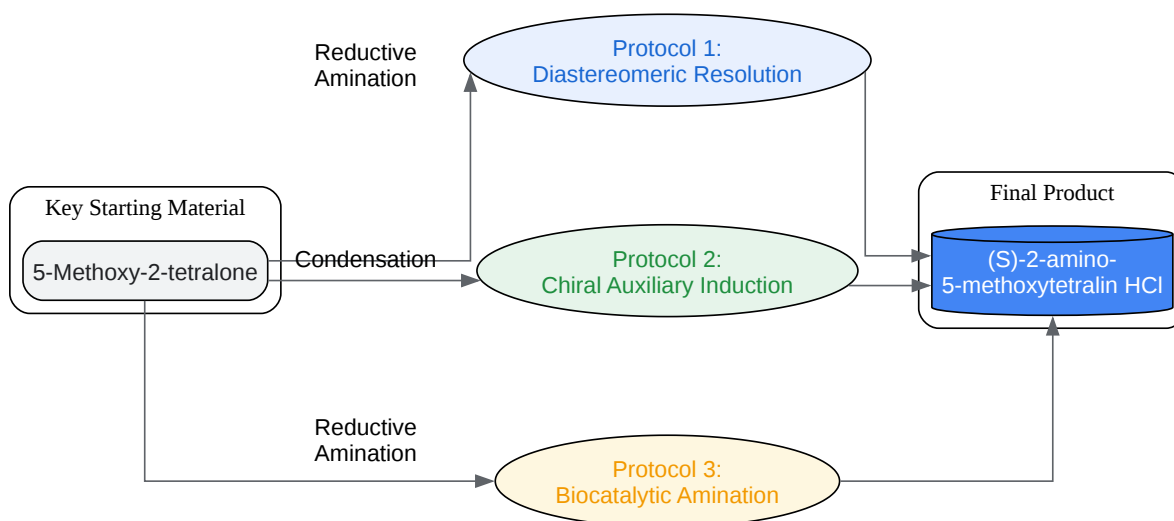 Reductive
Amination
Protocol 1:
Diastereomeric Resolution
Key Starting Material
5-Methoxy-2-tetralone
Condensation
Protocol 2:
Chiral Auxiliary Induction
Final Product
(S)-2-amino-
5-methoxytetralin HCl
Reductive
Amination
Protocol 3:
Biocatalytic Amination